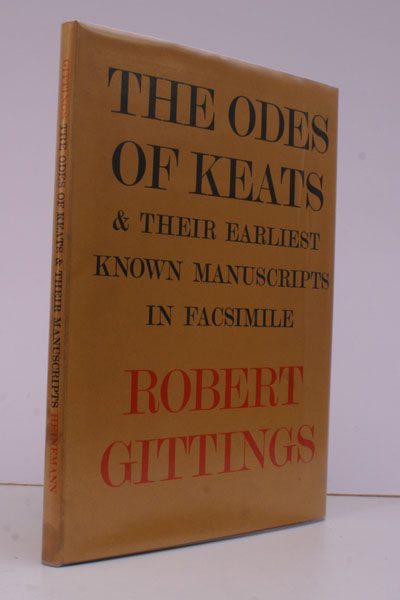 THE ODES
OF KEATS
& THEIR EARLIEST
KNOWN MANUSCRIPTS
IN FACSIMILE
ROBERT
GITTINGS
GITTINGS THE ODES OF KEATS & THEIR MANUSCRIPTS HEINEMANN